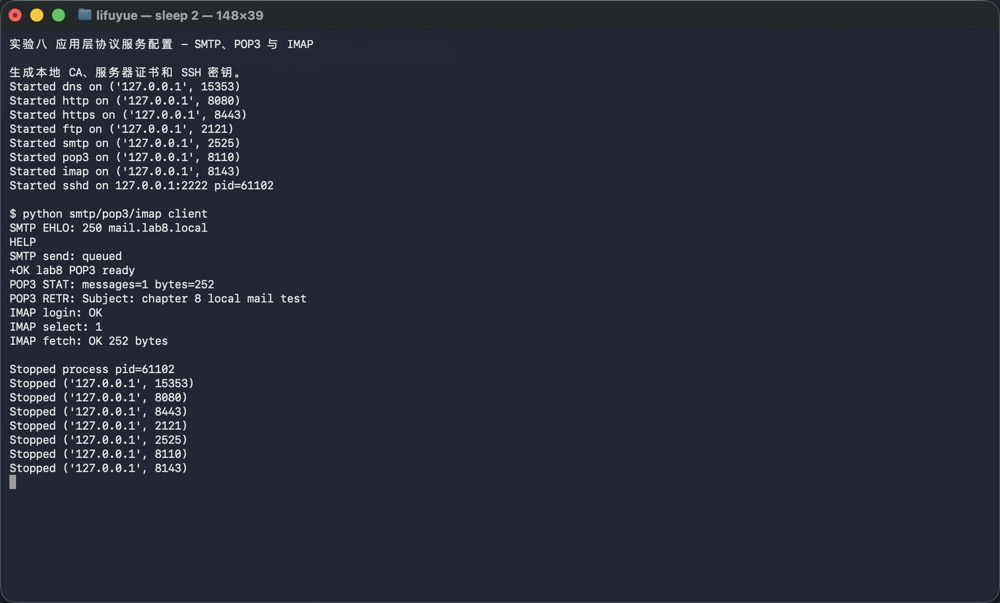 lifuyue — sleep 2 — 148×39
实验八 应用层协议服务配置 - SMTP、POP3 与 IMAP
生成本地 CA、服务器证书和 SSH 密钥。
Started dns on ('127.0.0.1', 15353)
Started http on ('127.0.0.1', 8080)
Started https on ('127.0.0.1', 8443)
Started ftp on ('127.0.0.1', 2121)
Started smtp on ('127.0.0.1', 2525)
Started pop3 on ('127.0.0.1', 8110)
Started imap on ('127.0.0.1', 8143)
Started sshd on 127.0.0.1:2222 pid=61102
$ python smtp/pop3/imap client
SMTP EHLO: 250 mail.lab8.local
HELP
SMTP send: queued
+OK lab8 POP3 ready
POP3 STAT: messages=1 bytes=252
POP3 RETR: Subject: chapter 8 local mail test
IMAP login: OK
IMAP select: 1
IMAP fetch: OK 252 bytes
Stopped process pid=61102
Stopped ('127.0.0.1', 15353)
Stopped ('127.0.0.1', 8080)
Stopped ('127.0.0.1', 8443)
Stopped ('127.0.0.1', 2121)
Stopped ('127.0.0.1', 2525)
Stopped ('127.0.0.1', 8110)
Stopped ('127.0.0.1', 8143)